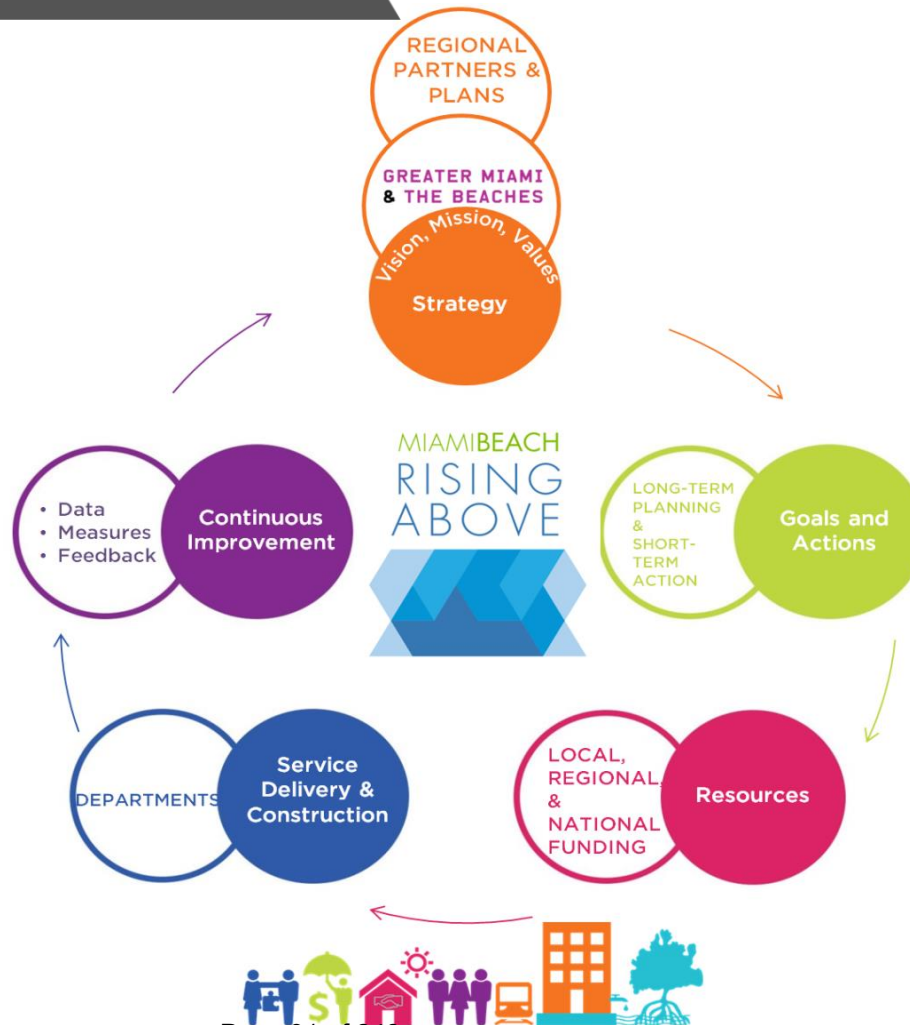 REGIONAL
PARTNERS &
PLANS
GREATER MIAMI
& THE BEACHES
Vision, Mission, Values
Strategy
MIAMIBEACH
RISING
ABOVE
LONG-TERM
PLANNING
&
SHORT-
TERM
ACTION
Goals and
Actions
LOCAL,
REGIONAL,
&
NATIONAL
FUNDING
Resources
DEPARTMENTS
Service
Delivery &
Construction
• Data
• Measures
• Feedback
Continuous
Improvement
$